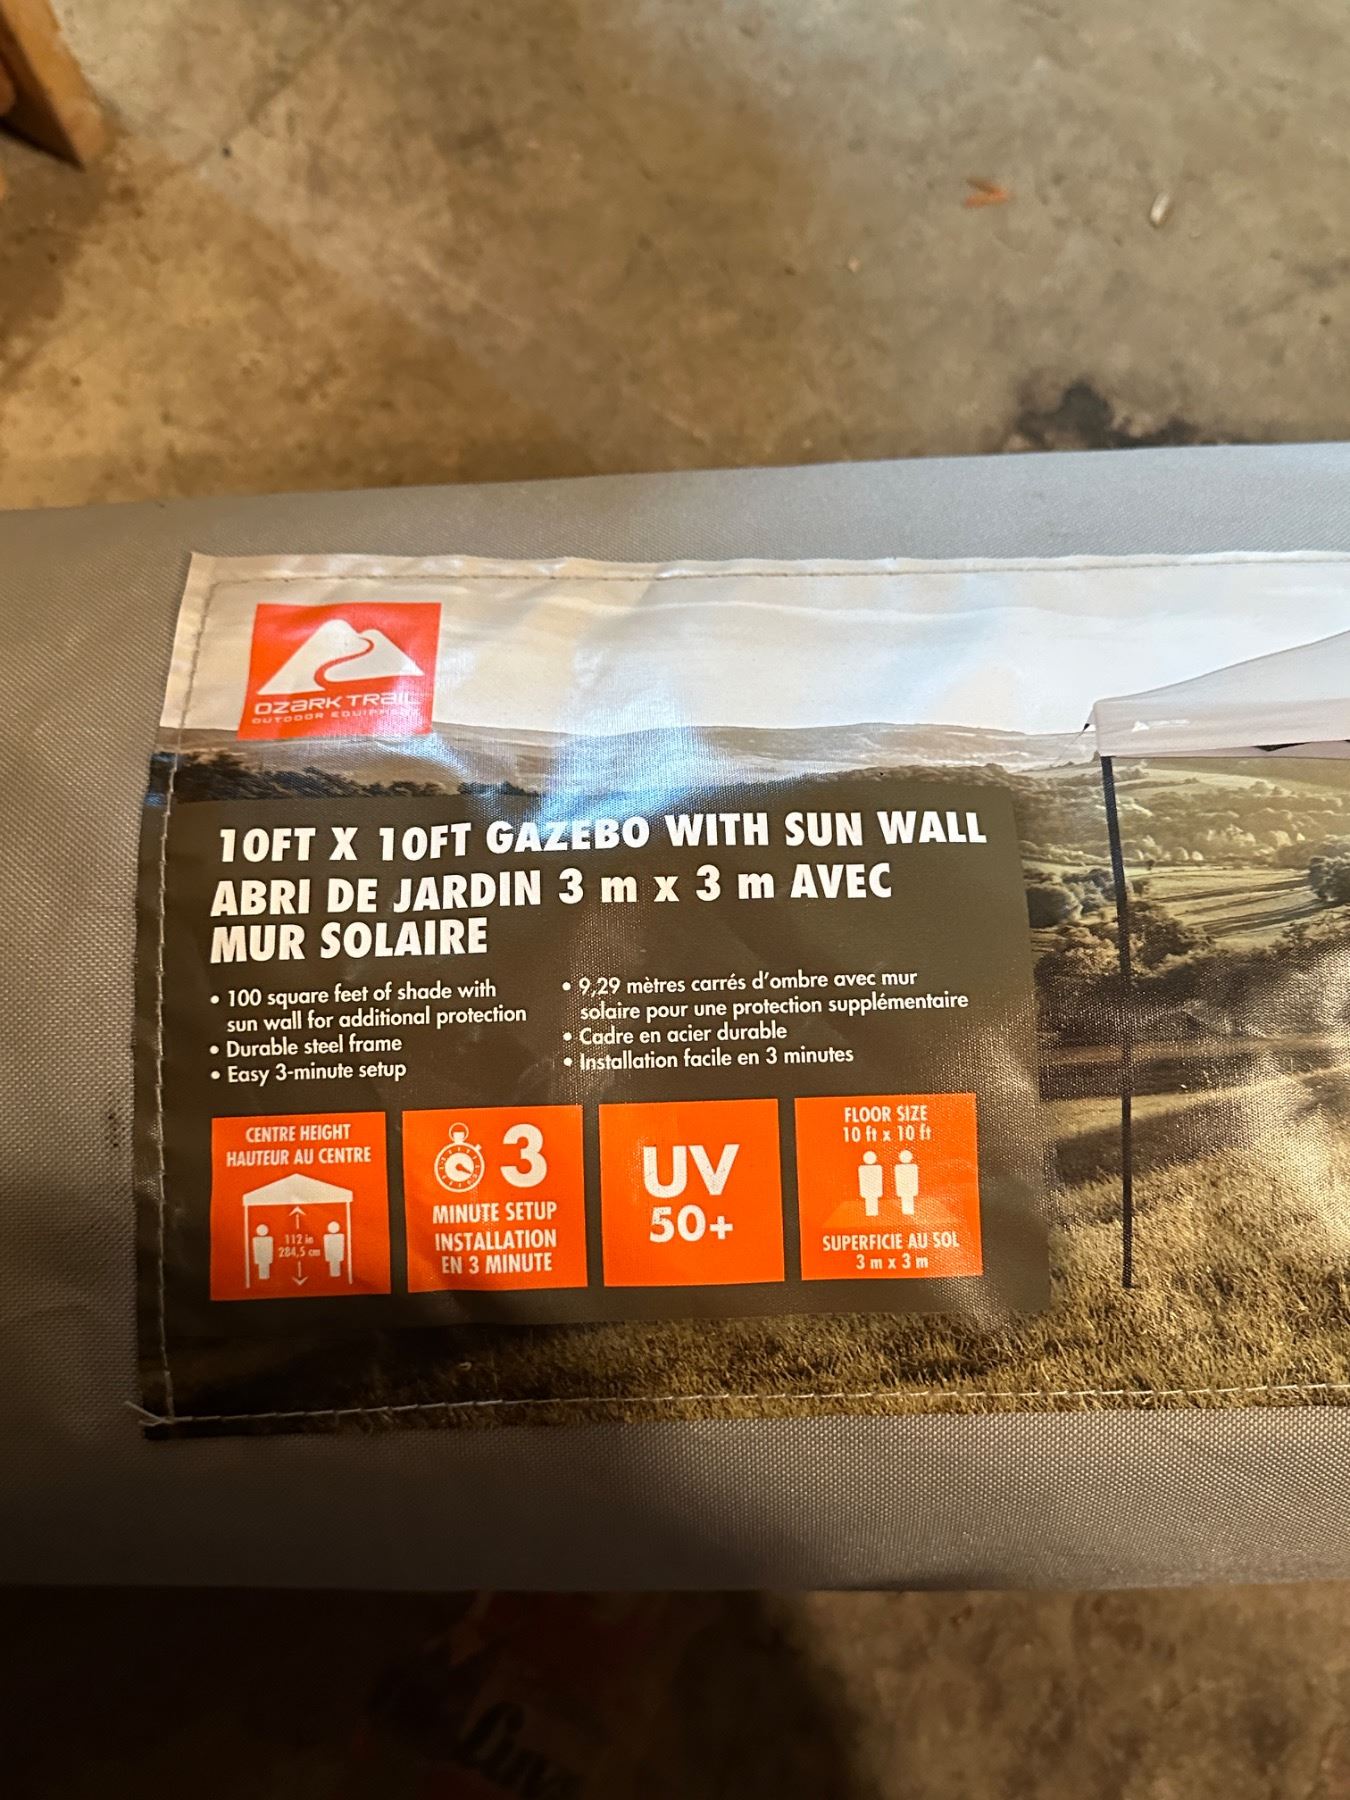 OZARK TRAIL
OUTDOOR EQUIPMENT
10FT X 10FT GAZEBO WITH SUN WALL
ABRI DE JARDIN 3 m x 3 m AVEC
MUR SOLAIRE
• 100 square feet of shade with
sun wall for additional protection
• Durable steel frame
• Easy 3-minute setup
• 9,29 mètres carrés d'ombre avec mur
solaire pour une protection supplémentaire
• Cadre en acier durable
• Installation facile en 3 minutes
CENTRE HEIGHT
HAUTEUR AU CENTRE
112 in
284,5 cm
3
MINUTE SETUP
INSTALLATION
EN 3 MINUTE
UV
50+
FLOOR SIZE
10 ft x 10 ft
SUPERFICIE AU SOL
3 m x 3 m